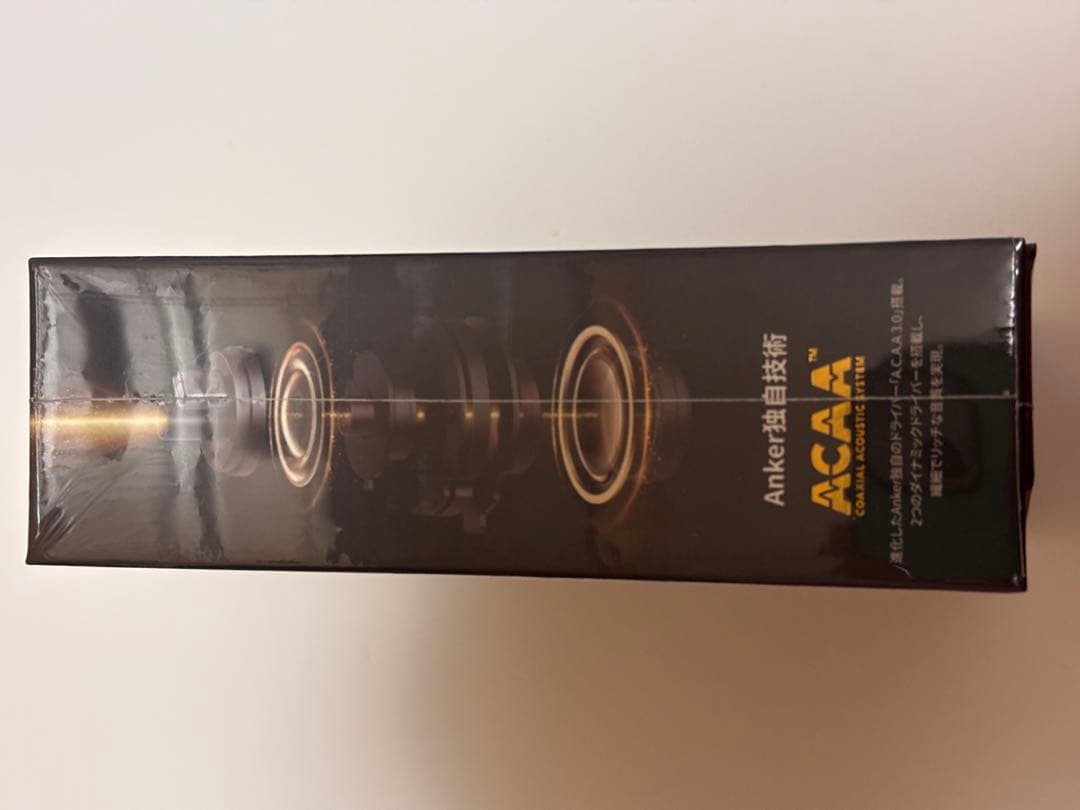 Anker独自技術
ACAA™
COAXIAL ACOUSTIC SYSTEM
進化したAnker独自のドライバー「A.C.A.A 3.0」搭載。
2つのダイナミックドライバーを搭載し、
繊細でリッチな音質を実現。